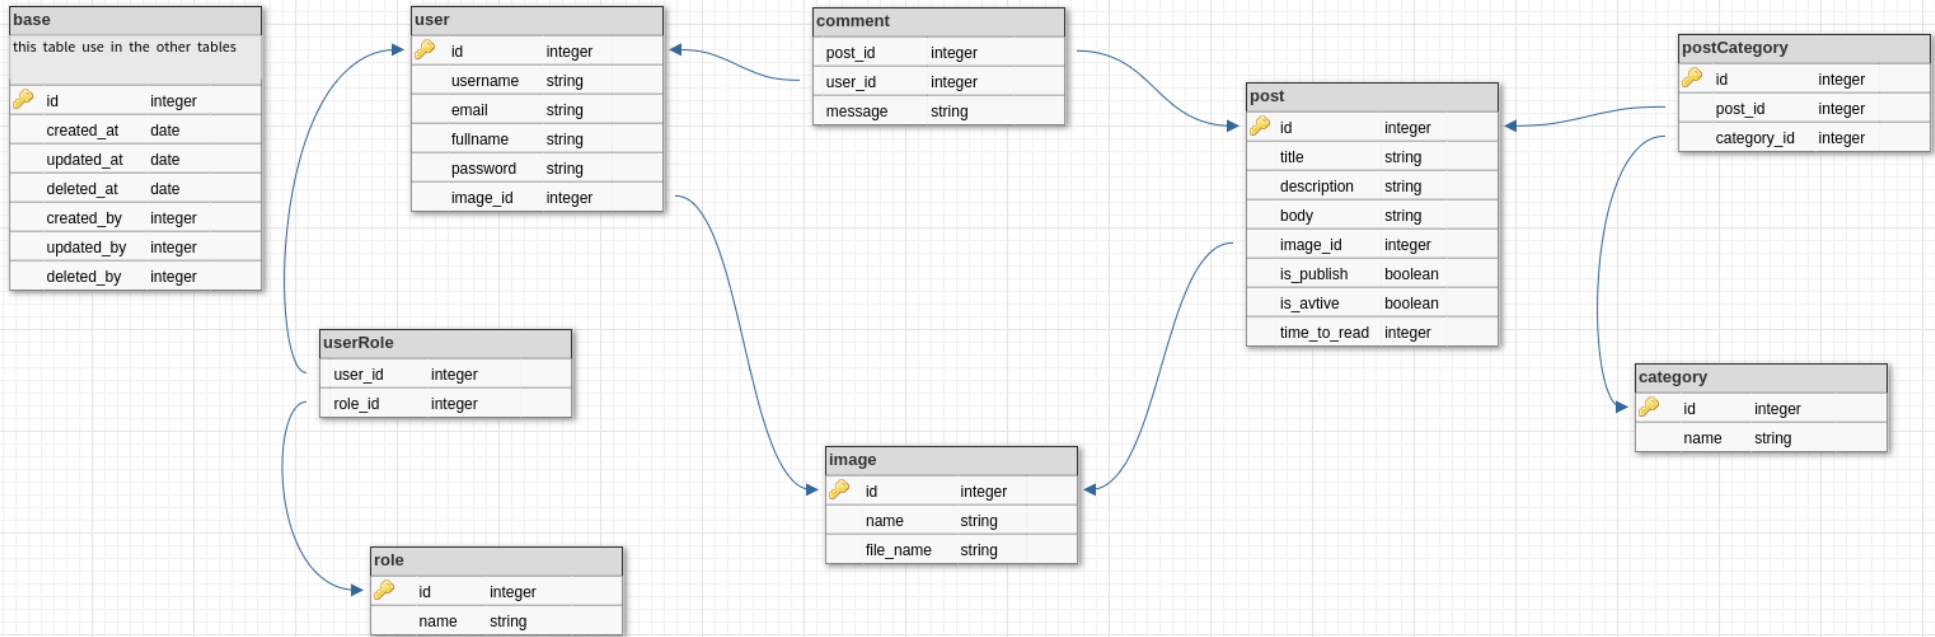 base
this table use in the other tables
id integer
created_at date
updated_at date
deleted_at date
created_by integer
updated_by integer
deleted_by integer
user
id integer
username string
email string
fullname string
password string
image_id integer
comment
post_id integer
user_id integer
message string
post
id integer
title string
description string
body string
image_id integer
is_publish boolean
is_avtive boolean
time_to_read integer
postCategory
id integer
post_id integer
category_id integer
userRole
user_id integer
role_id integer
category
id integer
name string
image
id integer
name string
file_name string
role
id integer
name string